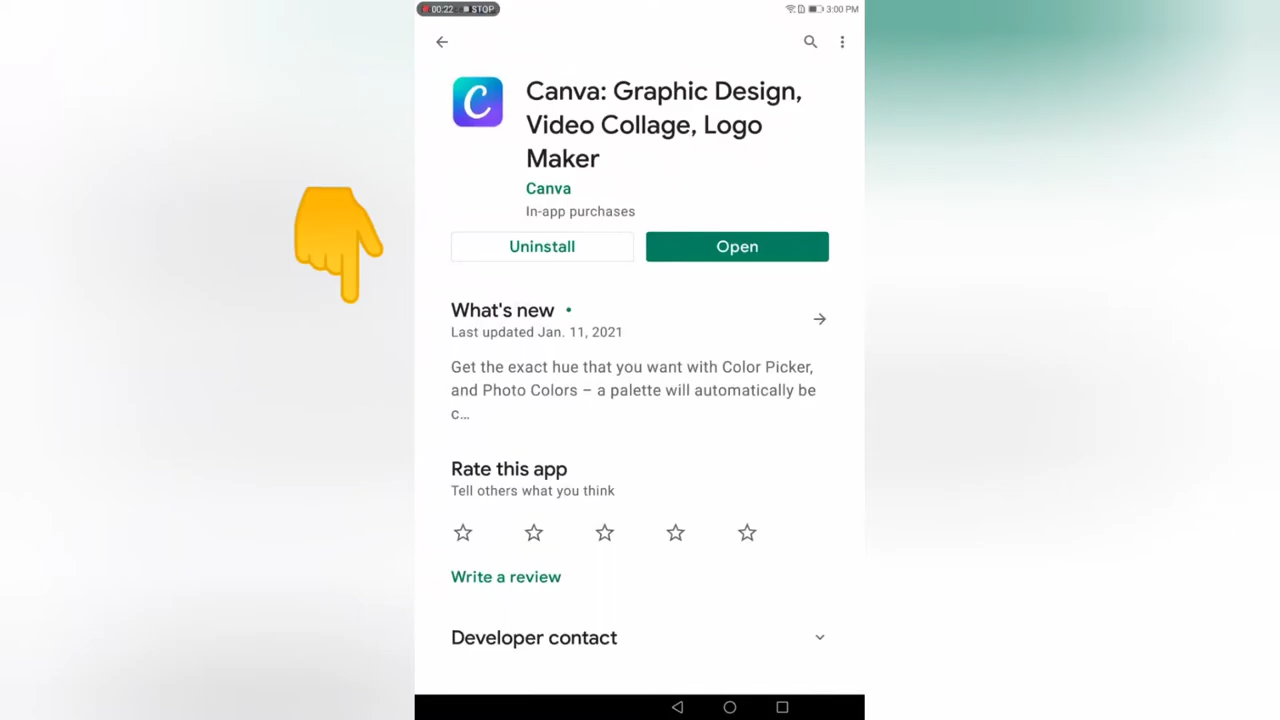 00:22 STOP
3:00 PM
C
Canva: Graphic Design,
Video Collage, Logo
Maker
Canva
In-app purchases
Uninstall
Open
What's new
Last updated Jan. 11, 2021
Get the exact hue that you want with Color Picker,
and Photo Colors – a palette will automatically be
c...
Rate this app
Tell others what you think
Write a review
Developer contact